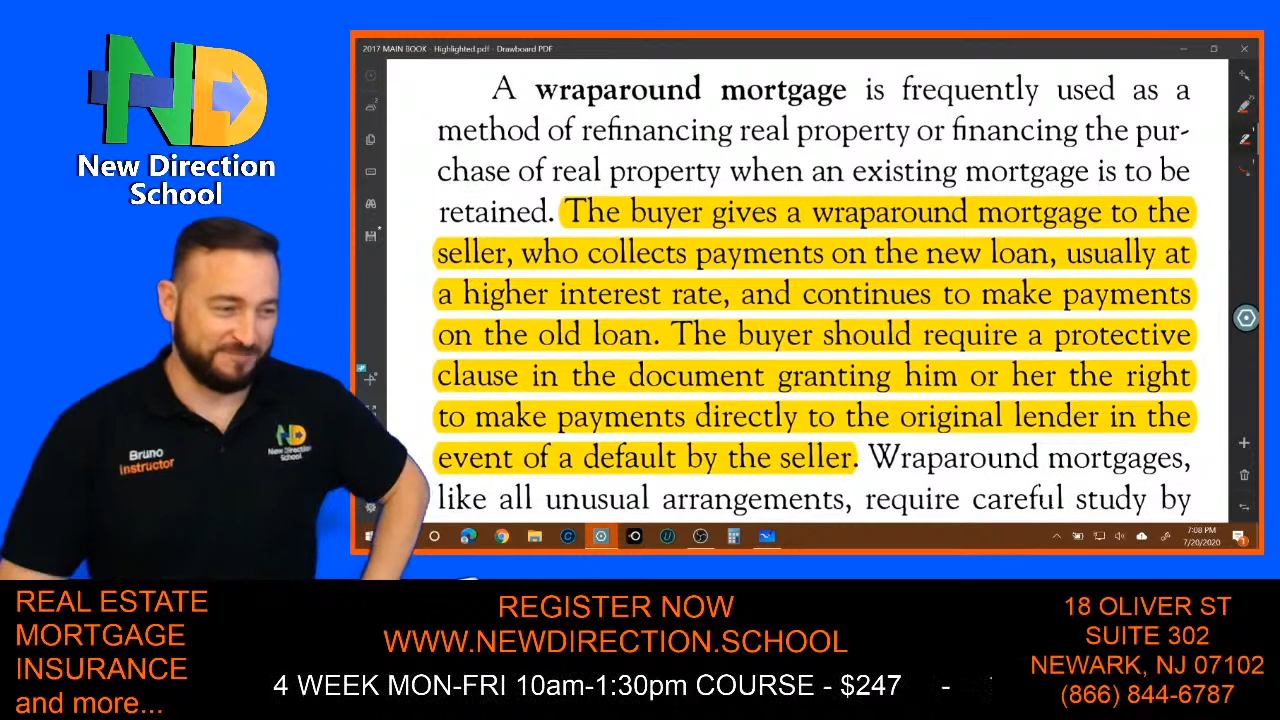 New Direction
School
Bruno
Instructor
New Direction
School
2017 MAIN BOOK - Highlighted.pdf - Drawboard PDF
A wraparound mortgage is frequently used as a
method of refinancing real property or financing the pur-
chase of real property when an existing mortgage is to be
retained. The buyer gives a wraparound mortgage to the
seller, who collects payments on the new loan, usually at
a higher interest rate, and continues to make payments
on the old loan. The buyer should require a protective
clause in the document granting him or her the right
to make payments directly to the original lender in the
event of a default by the seller. Wraparound mortgages,
like all unusual arrangements, require careful study by
7:08 PM
7/20/2020
REAL ESTATE
MORTGAGE
INSURANCE
and more...
REGISTER NOW
WWW.NEWDIRECTION.SCHOOL
4 WEEK MON-FRI 10am-1:30pm COURSE - $247 -
18 OLIVER ST
SUITE 302
NEWARK, NJ 07102
(866) 844-6787